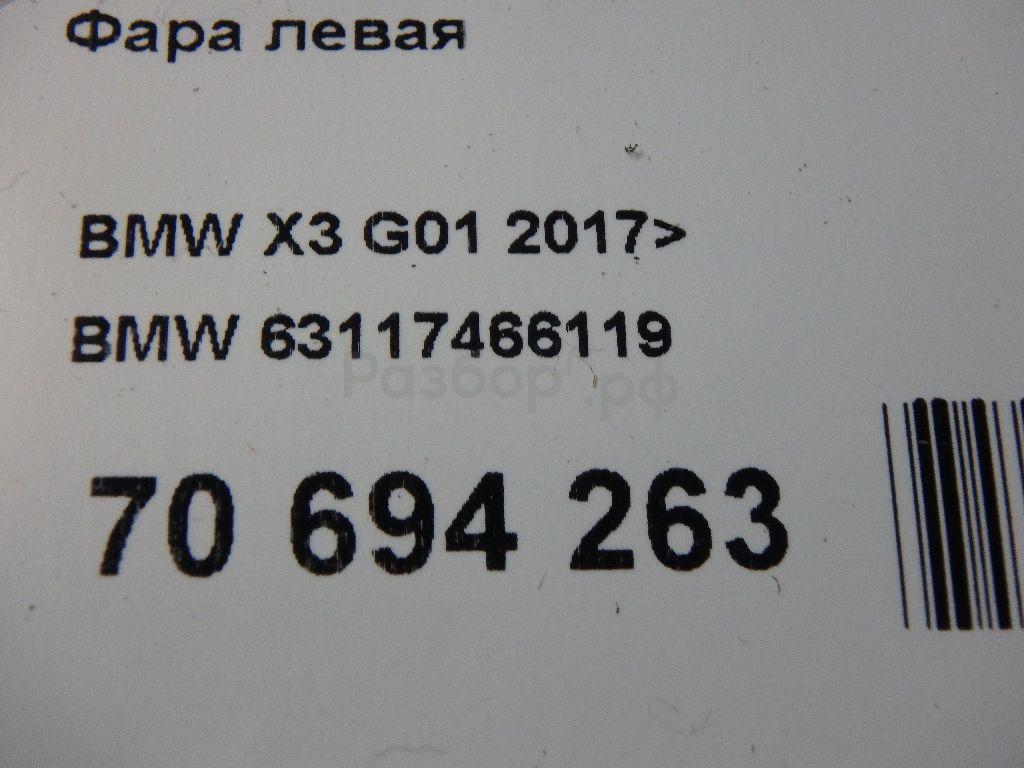 Фара левая
BMW X3 G01 2017>
BMW 63117466119
Разбор.рф
70 694 263